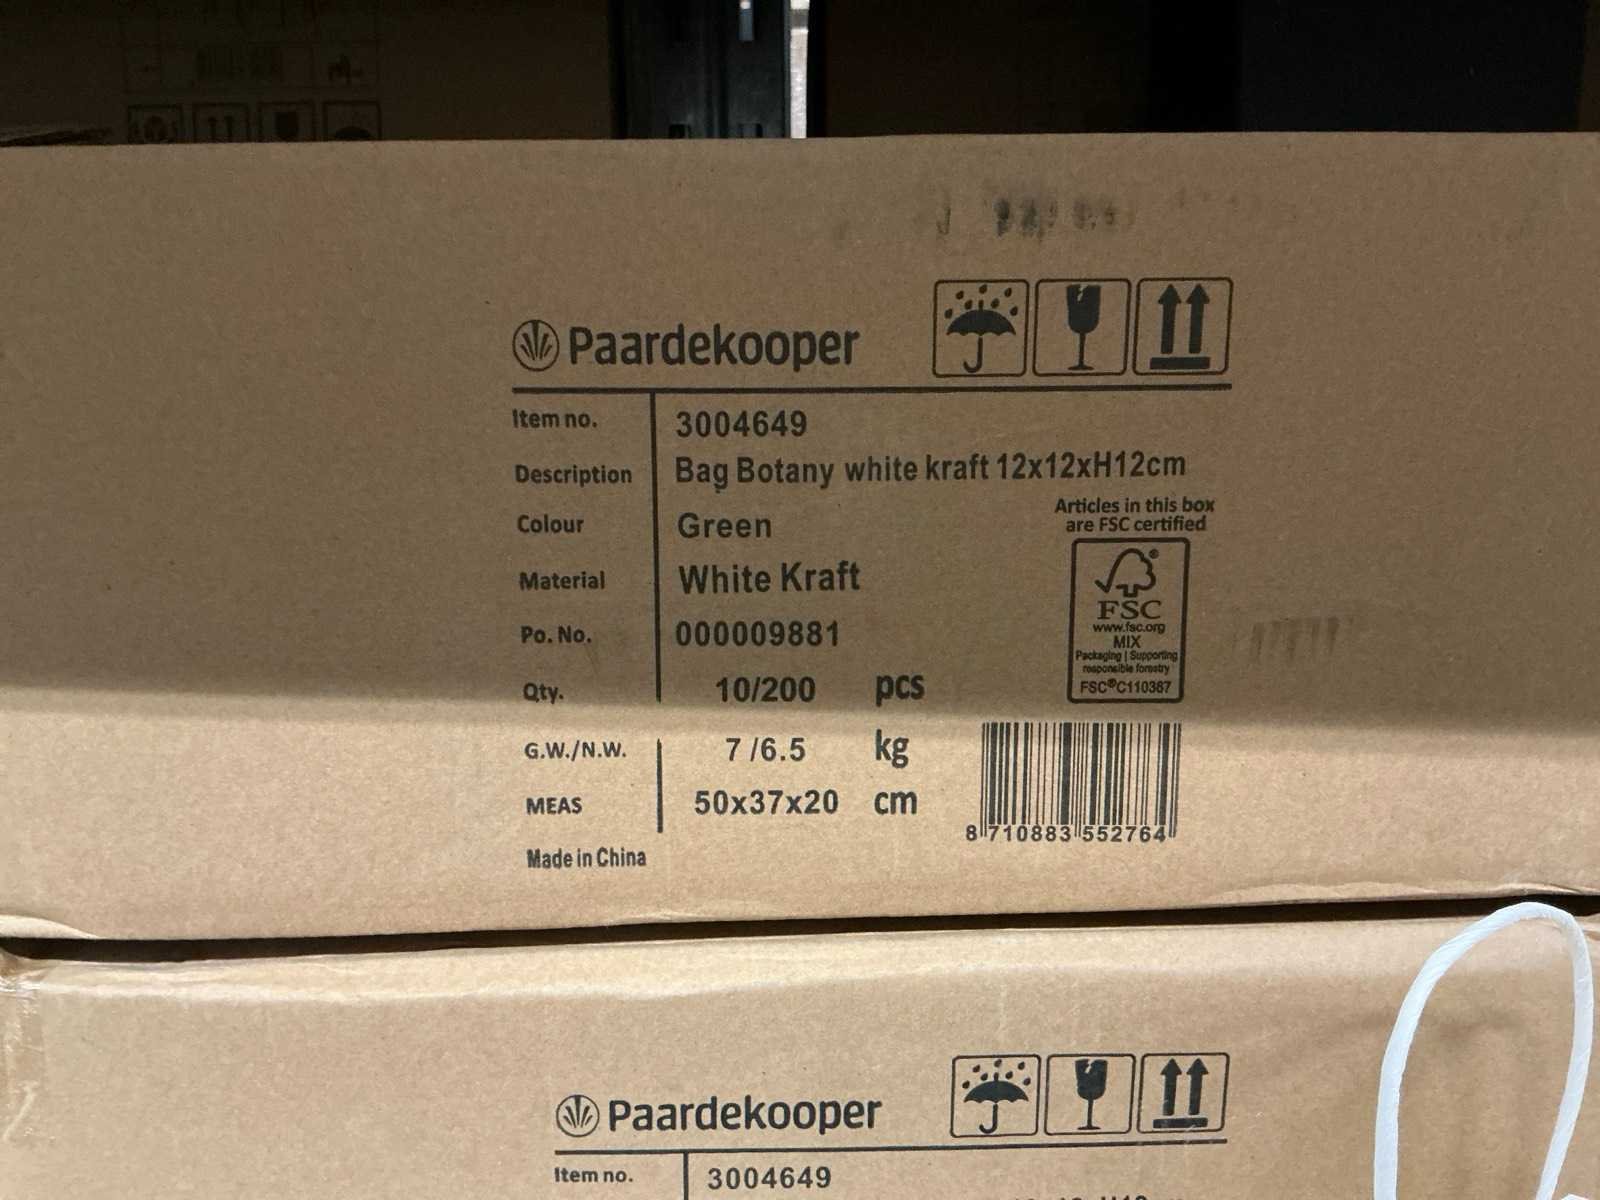 Paardekooper
Item no. 3004649
Description Bag Botany white kraft 12x12xH12cm
Articles in this box
are FSC certified
Colour Green
Material White Kraft
FSC
www.fsc.org
MIX
Packaging | Supporting
responsible forestry
FSC®C110367
Po. No. 000009881
Qty. 10/200 pcs
G.W./N.W. 7 /6.5 kg
MEAS 50x37x20 cm
8 710883 552764
Made in China
Paardekooper
Item no. 3004649